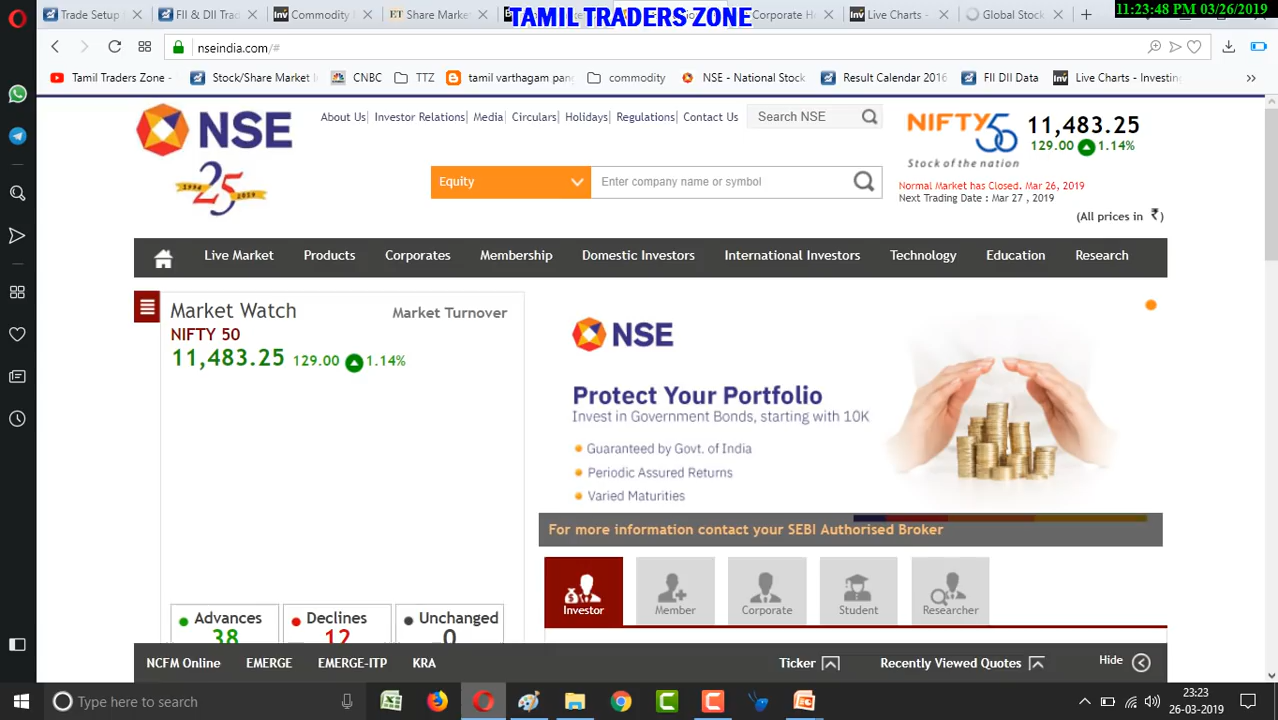 11:23:48 PM 03/26/2019
TAMIL TRADERS ZONE
Trade Setup
FII & DII Tra
Commodity
Share Marke
Corporate H
Live Charts -
Global Stock
nseindia.com/#
Tamil Traders Zone -
Stock/Share Market I
CNBC
TTZ
tamil varthagam pan
commodity
NSE - National Stock
Result Calendar 2016
FII DII Data
Live Charts - Investin
NSE
1994 25 2019
About Us| Investor Relations| Media| Circulars| Holidays| Regulations| Contact Us
Search NSE
NIFTY 50
Stock of the nation
11,483.25
129.00 1.14%
Equity
Enter company name or symbol
Normal Market has Closed. Mar 26, 2019
Next Trading Date : Mar 27 , 2019
(All prices in ₹)
Live Market Products Corporates Membership Domestic Investors International Investors Technology Education Research
Market Watch
Market Turnover
NIFTY 50
11,483.25 129.00 1.14%
NSE
Protect Your Portfolio
Invest in Government Bonds, starting with 10K
Guaranteed by Govt. of India
Periodic Assured Returns
Varied Maturities
For more information contact your SEBI Authorised Broker
Investor
Member
Corporate
Student
Researcher
Advances
38
Declines
12
Unchanged
0
NCFM Online EMERGE EMERGE-ITP KRA
Ticker
Recently Viewed Quotes
Hide
Type here to search
23:23
26-03-2019